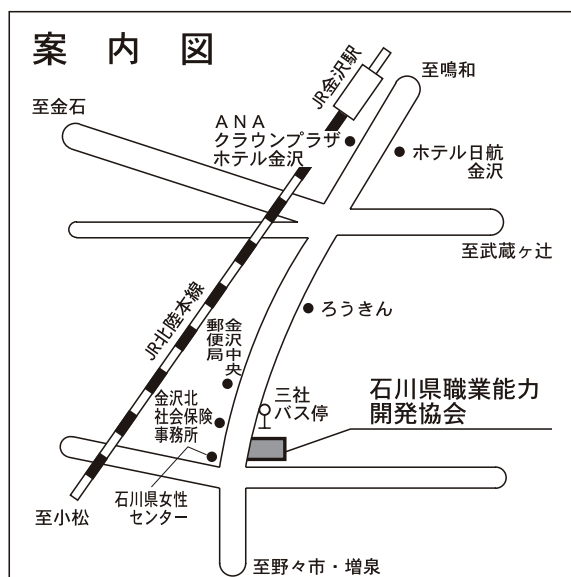 案内図
JR金沢駅
至鳴和
至金石
ANA
クラウンプラザ
ホテル金沢
ホテル日航
金沢
至武蔵ヶ辻
JR北陸本線
ろうきん
金沢中央
郵便局
三社
バス停
石川県職業能力
開発協会
金沢北
社会保険
事務所
石川県女性
センター
至小松
至野々市・増泉